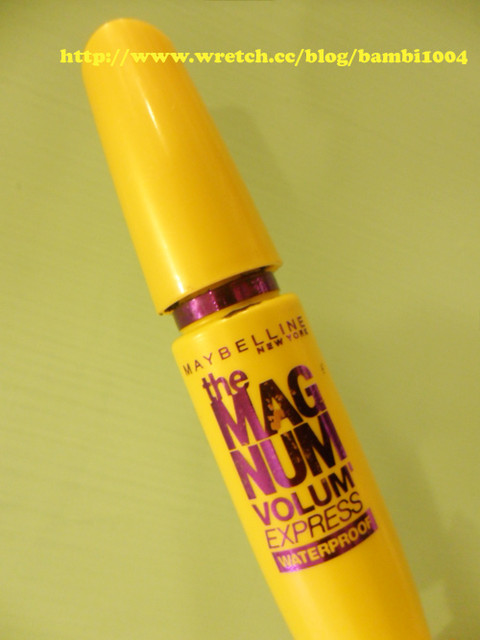 http://www.wretch.cc/blog/bambi1004
MAYBELLINE
NEW YORK
the
MAG
NUM
VOLUM'
EXPRESS
WATERPROOF